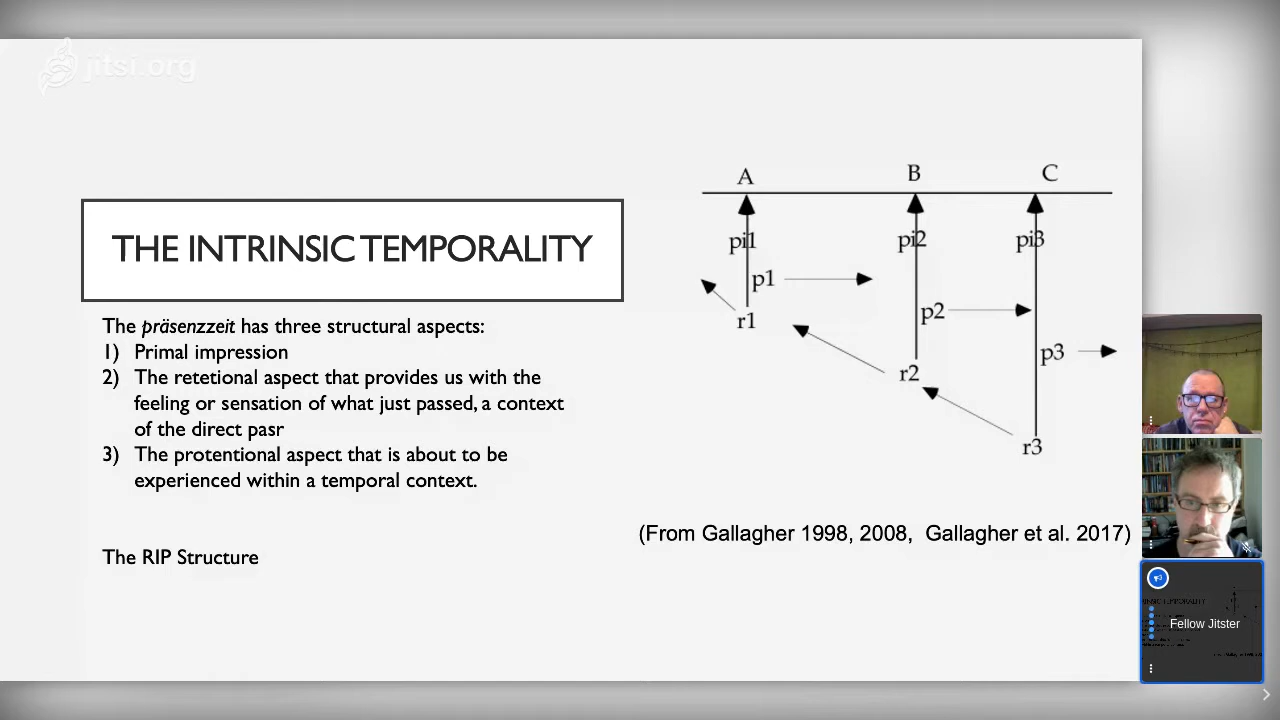 jitsi.org
THE INTRINSIC TEMPORALITY
The präsenzzeit has three structural aspects:
1) Primal impression
2) The retetional aspect that provides us with the
feeling or sensation of what just passed, a context
of the direct pasr
3) The protentional aspect that is about to be
experienced within a temporal context.
The RIP Structure
A B C
pi1 pi2 pi3
p1
r1
p2
p3
r2
r3
(From Gallagher 1998, 2008, Gallagher et al. 2017)
Fellow Jitster